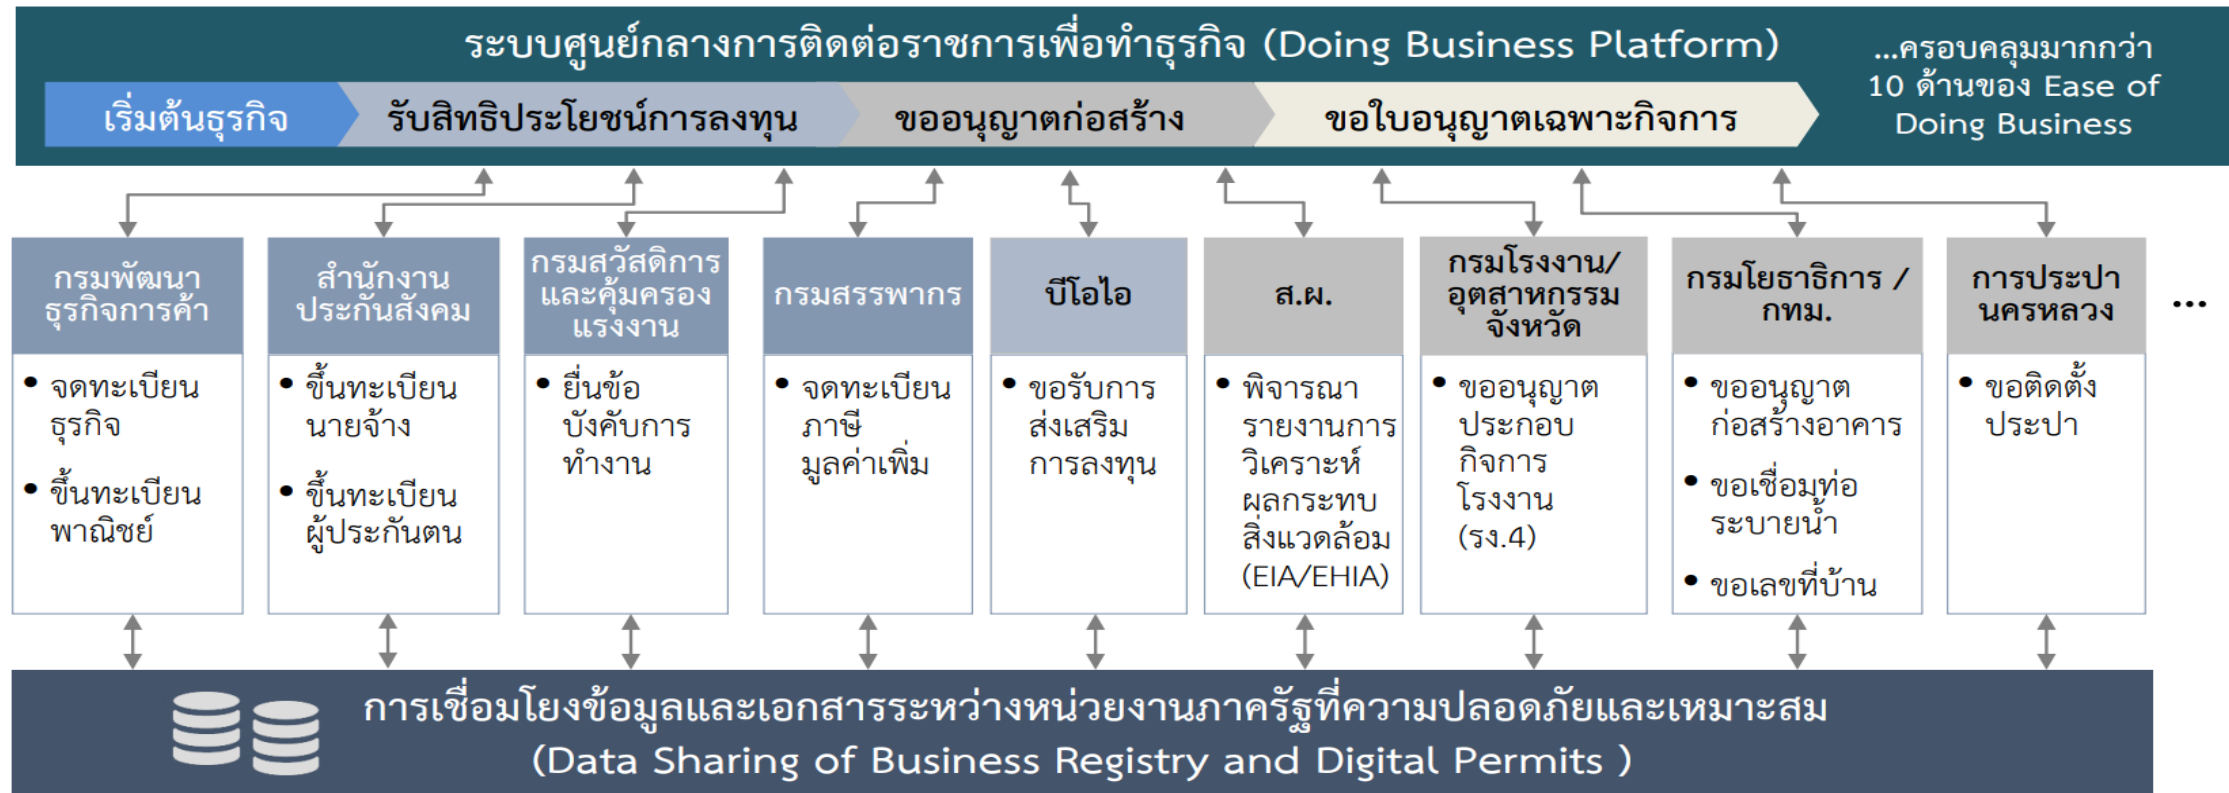 ระบบศูนย์กลางการติดต่อราชการเพื่อทำธุรกิจ (Doing Business Platform)
...ครอบคลุมมากกว่า
10 ด้านของ Ease of
Doing Business
เริ่มต้นธุรกิจ
รับสิทธิประโยชน์การลงทุน
ขออนุญาตก่อสร้าง
ขอใบอนุญาตเฉพาะกิจการ
กรมพัฒนา
ธุรกิจการค้า
• จดทะเบียน
ธุรกิจ
• ขึ้นทะเบียน
พาณิชย์
สำนักงาน
ประกันสังคม
• ขึ้นทะเบียน
นายจ้าง
• ขึ้นทะเบียน
ผู้ประกันตน
กรมสวัสดิการ
และคุ้มครอง
แรงงาน
• ยื่นข้อ
บังคับการ
ทำงาน
กรมสรรพากร
• จดทะเบียน
ภาษี
มูลค่าเพิ่ม
บีโอไอ
• ขอรับการ
ส่งเสริม
การลงทุน
ส.ผ.
• พิจารณา
รายงานการ
วิเคราะห์
ผลกระทบ
สิ่งแวดล้อม
(EIA/EHIA)
กรมโรงงาน/
อุตสาหกรรม
จังหวัด
• ขออนุญาต
ประกอบ
กิจการ
โรงงาน
(รง.4)
กรมโยธาธิการ /
กทม.
• ขออนุญาต
ก่อสร้างอาคาร
• ขอเชื่อมท่อ
ระบายน้ำ
• ขอเลขที่บ้าน
การประปา
นครหลวง
• ขอติดตั้ง
ประปา
...
การเชื่อมโยงข้อมูลและเอกสารระหว่างหน่วยงานภาครัฐที่ความปลอดภัยและเหมาะสม
(Data Sharing of Business Registry and Digital Permits )